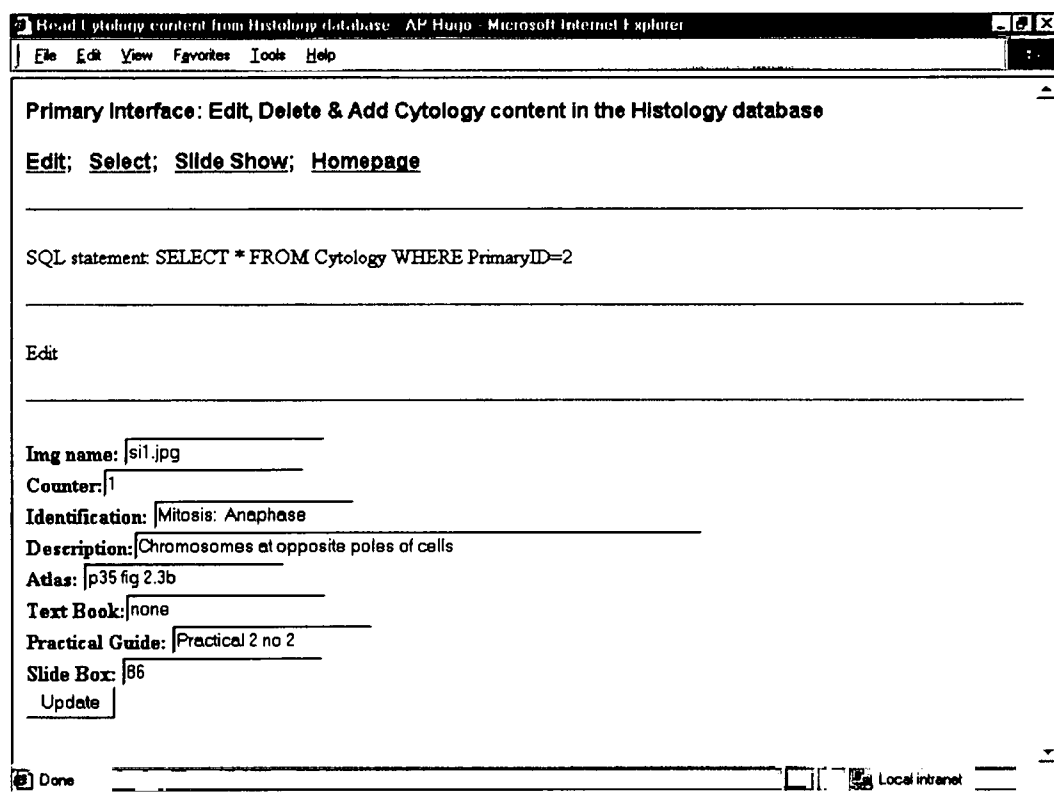 Read Cytology content from Histology database - AP Hugo - Microsoft Internet Explorer
File Edit View Favorites Tools Help
Primary Interface: Edit, Delete & Add Cytology content in the Histology database
Edit; Select; Slide Show; Homepage
SQL statement: SELECT * FROM Cytology WHERE PrimaryID=2
Edit
Img name: si1.jpg
Counter: 1
Identification: Mitosis: Anaphase
Description: Chromosomes at opposite poles of cells
Atlas: p35 fig 2.3b
Text Book: none
Practical Guide: Practical 2 no 2
Slide Box: 86
Update
Done Local intranet